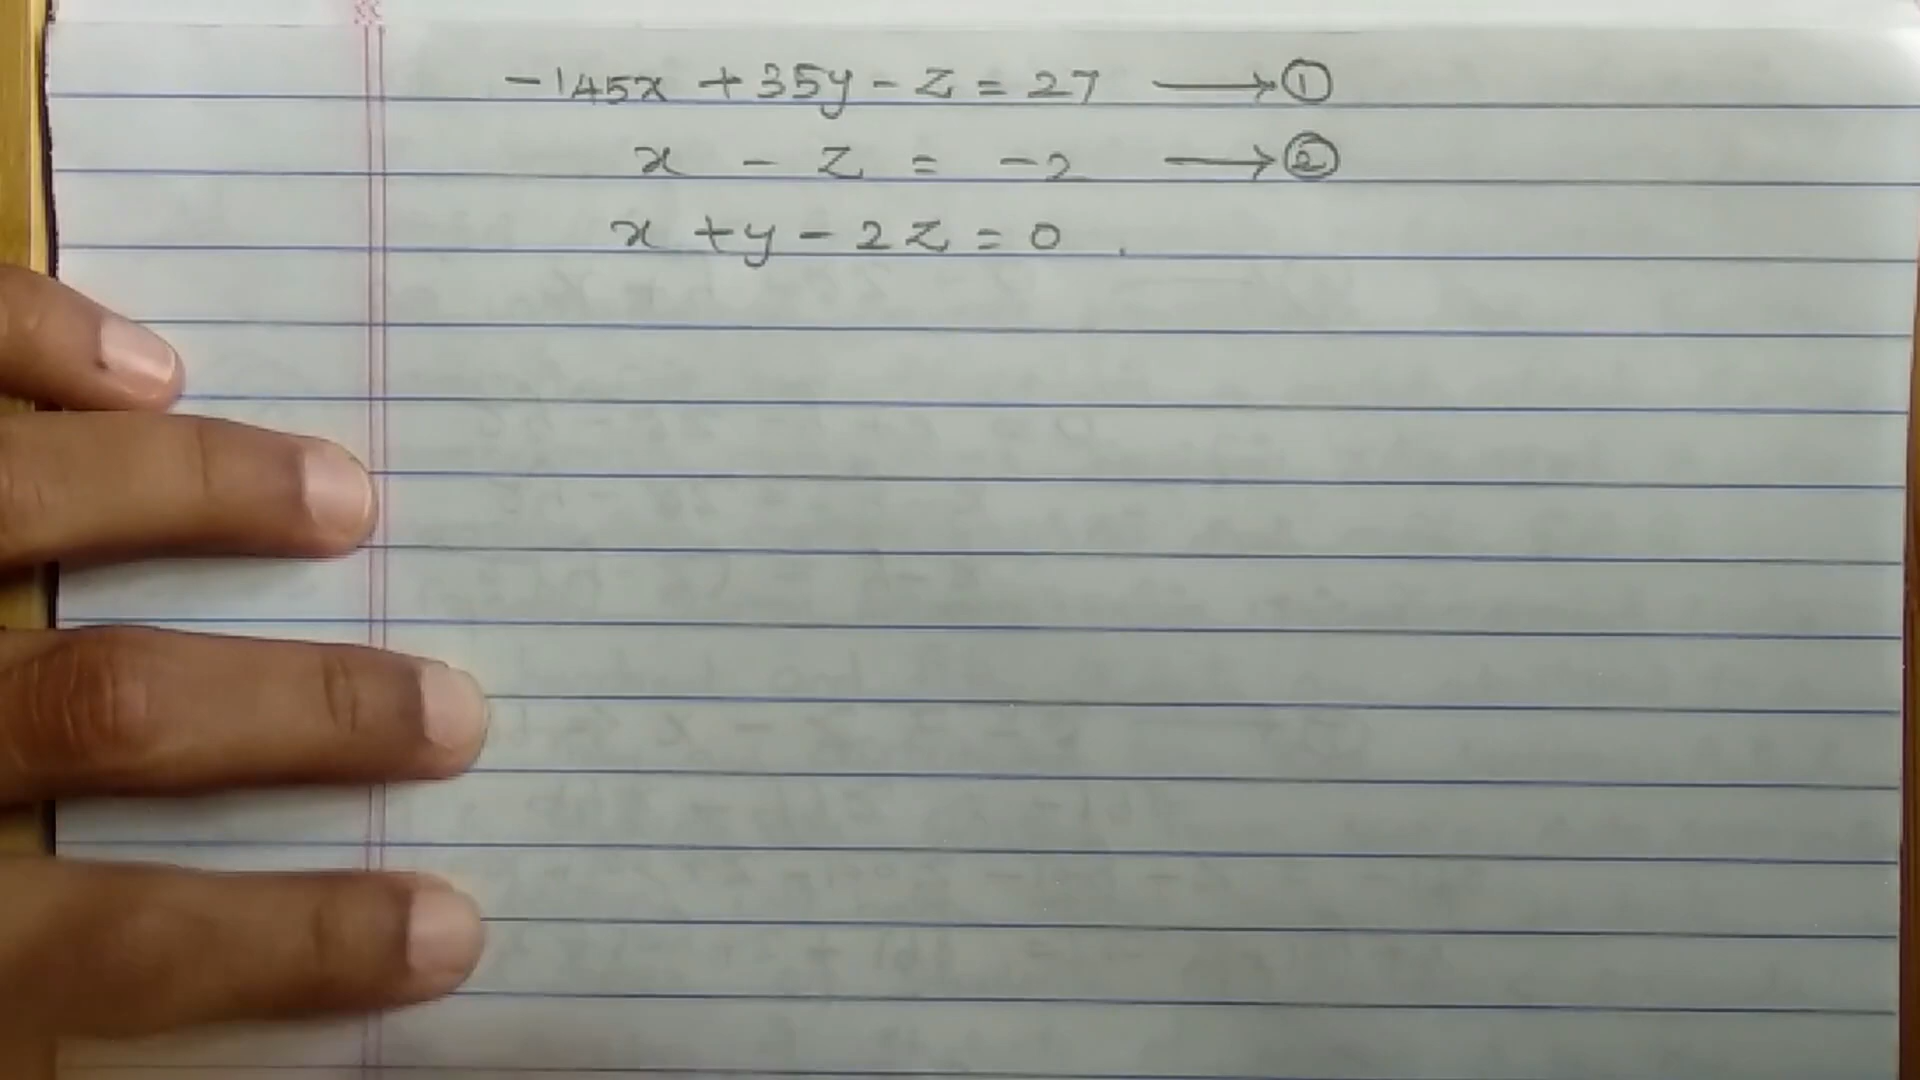 -145x + 35y - z = 27 ⟶ ①
x - z = -2 ⟶ ②
x + y - 2z = 0 .